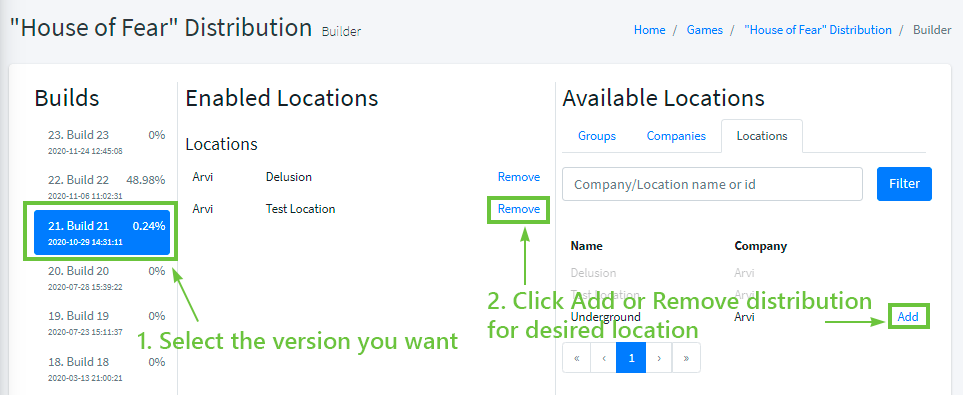 "House of Fear" Distribution Builder
Home / Games / "House of Fear" Distribution / Builder
Builds
23. Build 23 0%
2020-11-24 12:45:08
22. Build 22 48.98%
2020-11-06 11:02:31
21. Build 21 0.24%
2020-10-29 14:31:11
20. Build 20 0%
2020-07-28 15:39:22
19. Build 19 0%
2020-07-23 15:11:37
18. Build 18 0%
2020-03-13 21:00:21
1. Select the version you want
Enabled Locations
Locations
Arvi Delusion Remove
Arvi Test Location Remove
Available Locations
Groups Companies Locations
Company/Location name or id Filter
Name Company
Delusion Arvi
Test Location Arvi
Underground Arvi Add
2. Click Add or Remove distribution
for desired location
« ‹ 1 › »